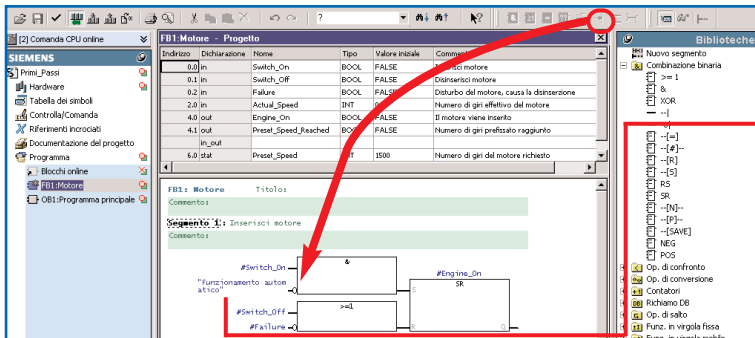 ?
[2] Comanda CPU online
SIEMENS
Primi_Passi
Hardware
Tabella dei simboli
Controlla/Comanda
Riferimenti incrociati
Documentazione del progetto
Programma
Blocchi online
FB1:Motore
OB1:Programma principale
FB1:Motore - Progetto
Indirizzo Dichiarazione Nome Tipo Valore iniziale Commento
0.0 in Switch_On BOOL FALSE motore
0.1 in Switch_Off BOOL FALSE Disinserisci motore
0.2 in Failure BOOL FALSE Disturbo del motore, causa la disinserzione
2.0 in Actual_Speed INT Numero di giri effettivo del motore
4.0 out Engine_On BOOL FALSE Il motore viene inserito
4.1 out Preset_Speed_Reached BOOL FALSE Numero di giri prefissato raggiunto
in_out
6.0 stat Preset_Speed INT 1500 Numero di giri del motore richiesto
FB1: Motore Titolo:
Commento:
Segmento 1: Inserisci motore
Commento:
#Switch_On
&
"Funzionamento autom
atico"
#Engine_On
SR
S
#Switch_Off
>=1
#Failure
R Q
Biblioteche
Nuovo segmento
Combinazione binaria
>= 1
&
XOR
--|
--[=]
--[#]--
--[R]
--[S]
RS
SR
--[N]--
--[P]--
--[SAVE]
NEG
POS
Op. di confronto
Op. di conversione
Contatori
Richiamo DB
Op. di salto
Funz. in virgola fissa
Funz. in virgola mobile